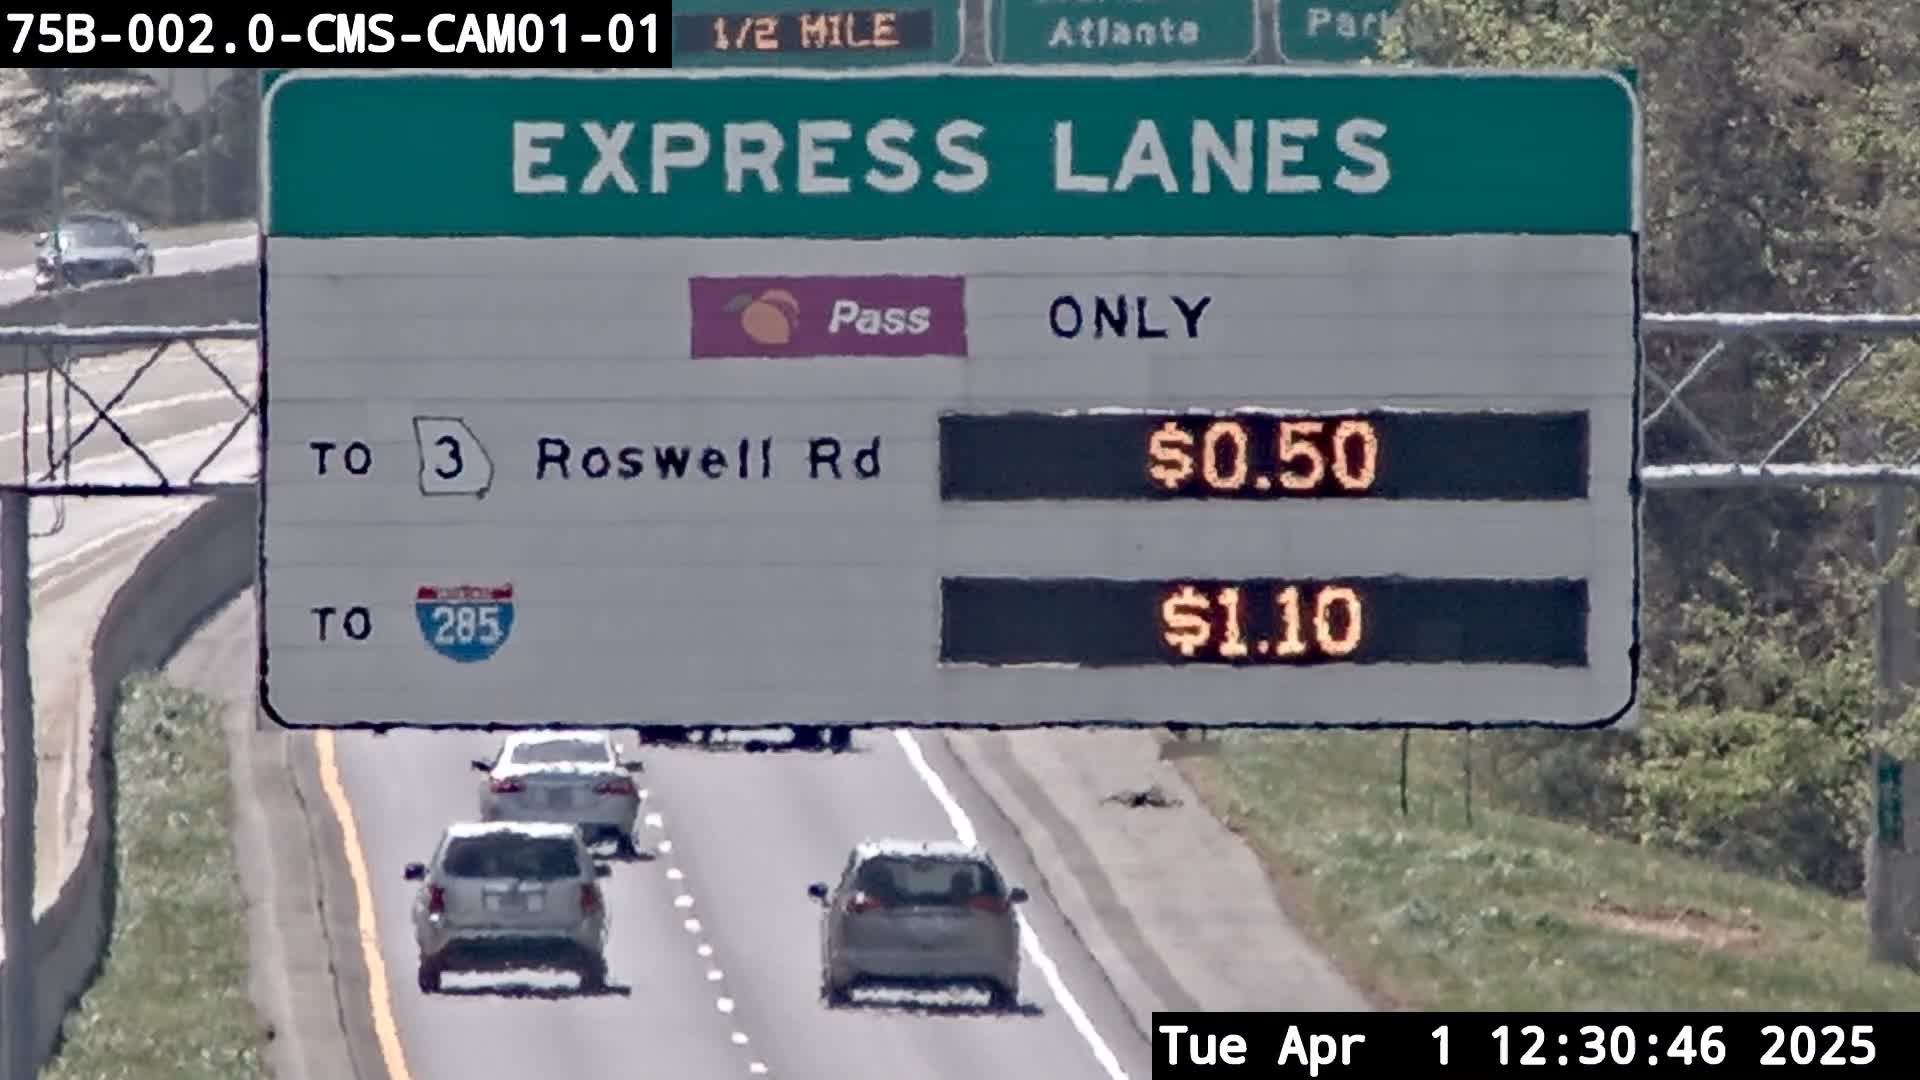 75B-002.0-CMS-CAM01-01
1/2 MILE
Atlanta
EXPRESS LANES
Pass ONLY
TO 3 Roswell Rd $0.50
TO 285 $1.10
Tue Apr 1 12:30:46 2025